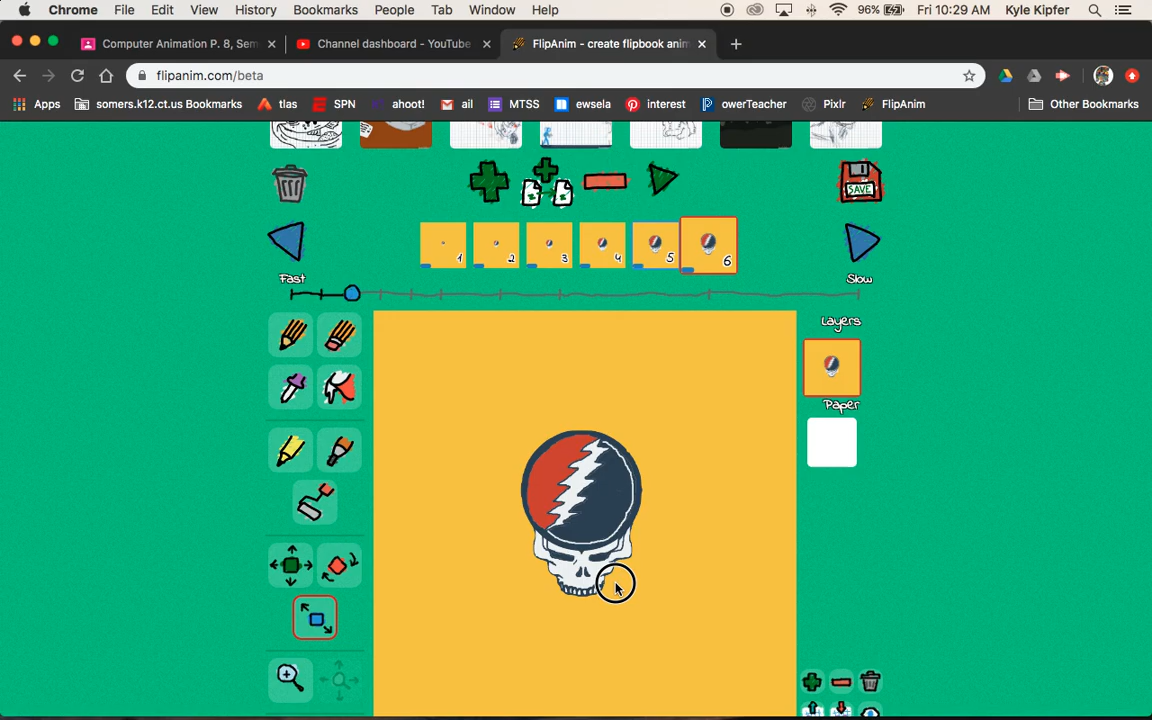 Chrome File Edit View History Bookmarks People Tab Window Help 96% Fri 10:29 AM Kyle Kipfer
Computer Animation P. 8, Sem Channel dashboard - YouTube FlipAnim - create flipbook anim
flipanim.com/beta
Apps somers.k12.ct.us Bookmarks tlas SPN ahoot! ail MTSS ewsela interest owerTeacher Pixlr FlipAnim Other Bookmarks
SAVE
1 2 3 4 5 6
Fast Slow
Layers
Paper